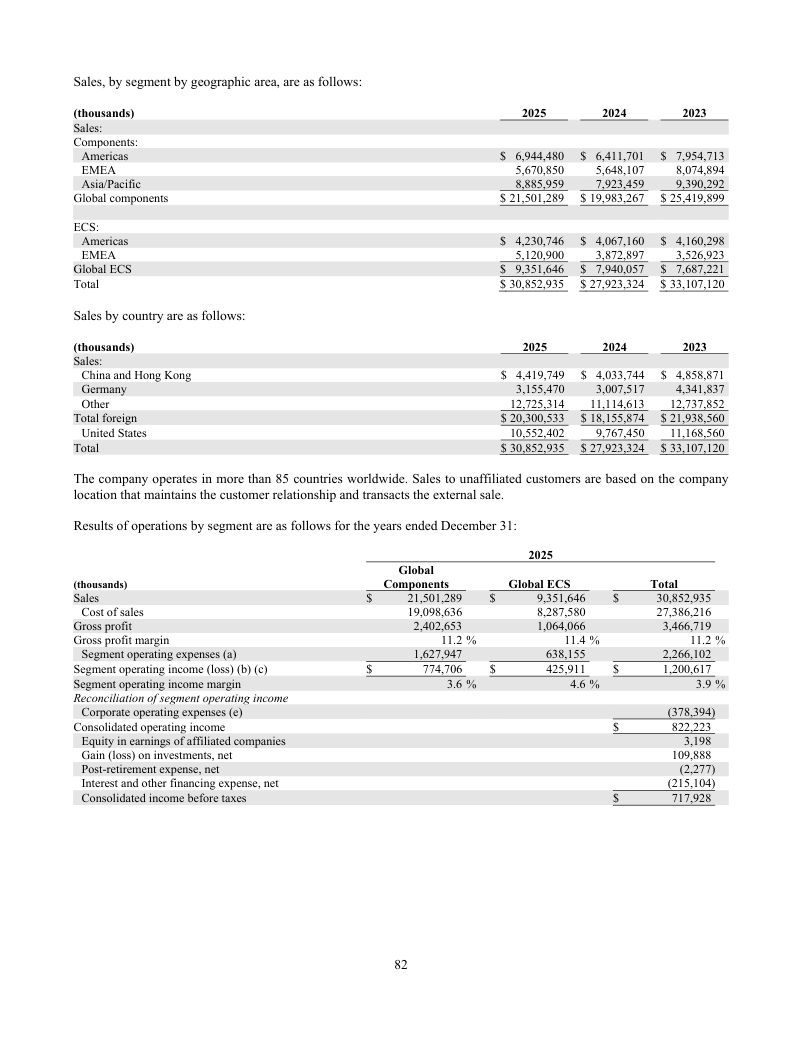 Sales, by segment by geographic area, are as follows:
(thousands) 2025 2024 2023
Sales:
Components:
Americas $ 6,944,480 $ 6,411,701 $ 7,954,713
EMEA 5,670,850 5,648,107 8,074,894
Asia/Pacific 8,885,959 7,923,459 9,390,292
Global components $ 21,501,289 $ 19,983,267 $ 25,419,899
ECS:
Americas $ 4,230,746 $ 4,067,160 $ 4,160,298
EMEA 5,120,900 3,872,897 3,526,923
Global ECS $ 9,351,646 $ 7,940,057 $ 7,687,221
Total $ 30,852,935 $ 27,923,324 $ 33,107,120
Sales by country are as follows:
(thousands) 2025 2024 2023
Sales:
China and Hong Kong $ 4,419,749 $ 4,033,744 $ 4,858,871
Germany 3,155,470 3,007,517 4,341,837
Other 12,725,314 11,114,613 12,737,852
Total foreign $ 20,300,533 $ 18,155,874 $ 21,938,560
United States 10,552,402 9,767,450 11,168,560
Total $ 30,852,935 $ 27,923,324 $ 33,107,120
The company operates in more than 85 countries worldwide. Sales to unaffiliated customers are based on the company
location that maintains the customer relationship and transacts the external sale.
Results of operations by segment are as follows for the years ended December 31:
2025
Global
(thousands) Components Global ECS Total
Sales $ 21,501,289 $ 9,351,646 $ 30,852,935
Cost of sales 19,098,636 8,287,580 27,386,216
Gross profit 2,402,653 1,064,066 3,466,719
Gross profit margin 11.2 % 11.4 % 11.2 %
Segment operating expenses (a) 1,627,947 638,155 2,266,102
Segment operating income (loss) (b) (c) $ 774,706 $ 425,911 $ 1,200,617
Segment operating income margin 3.6 % 4.6 % 3.9 %
Reconciliation of segment operating income
Corporate operating expenses (e) (378,394)
Consolidated operating income $ 822,223
Equity in earnings of affiliated companies 3,198
Gain (loss) on investments, net 109,888
Post-retirement expense, net (2,277)
Interest and other financing expense, net (215,104)
Consolidated income before taxes $ 717,928
82